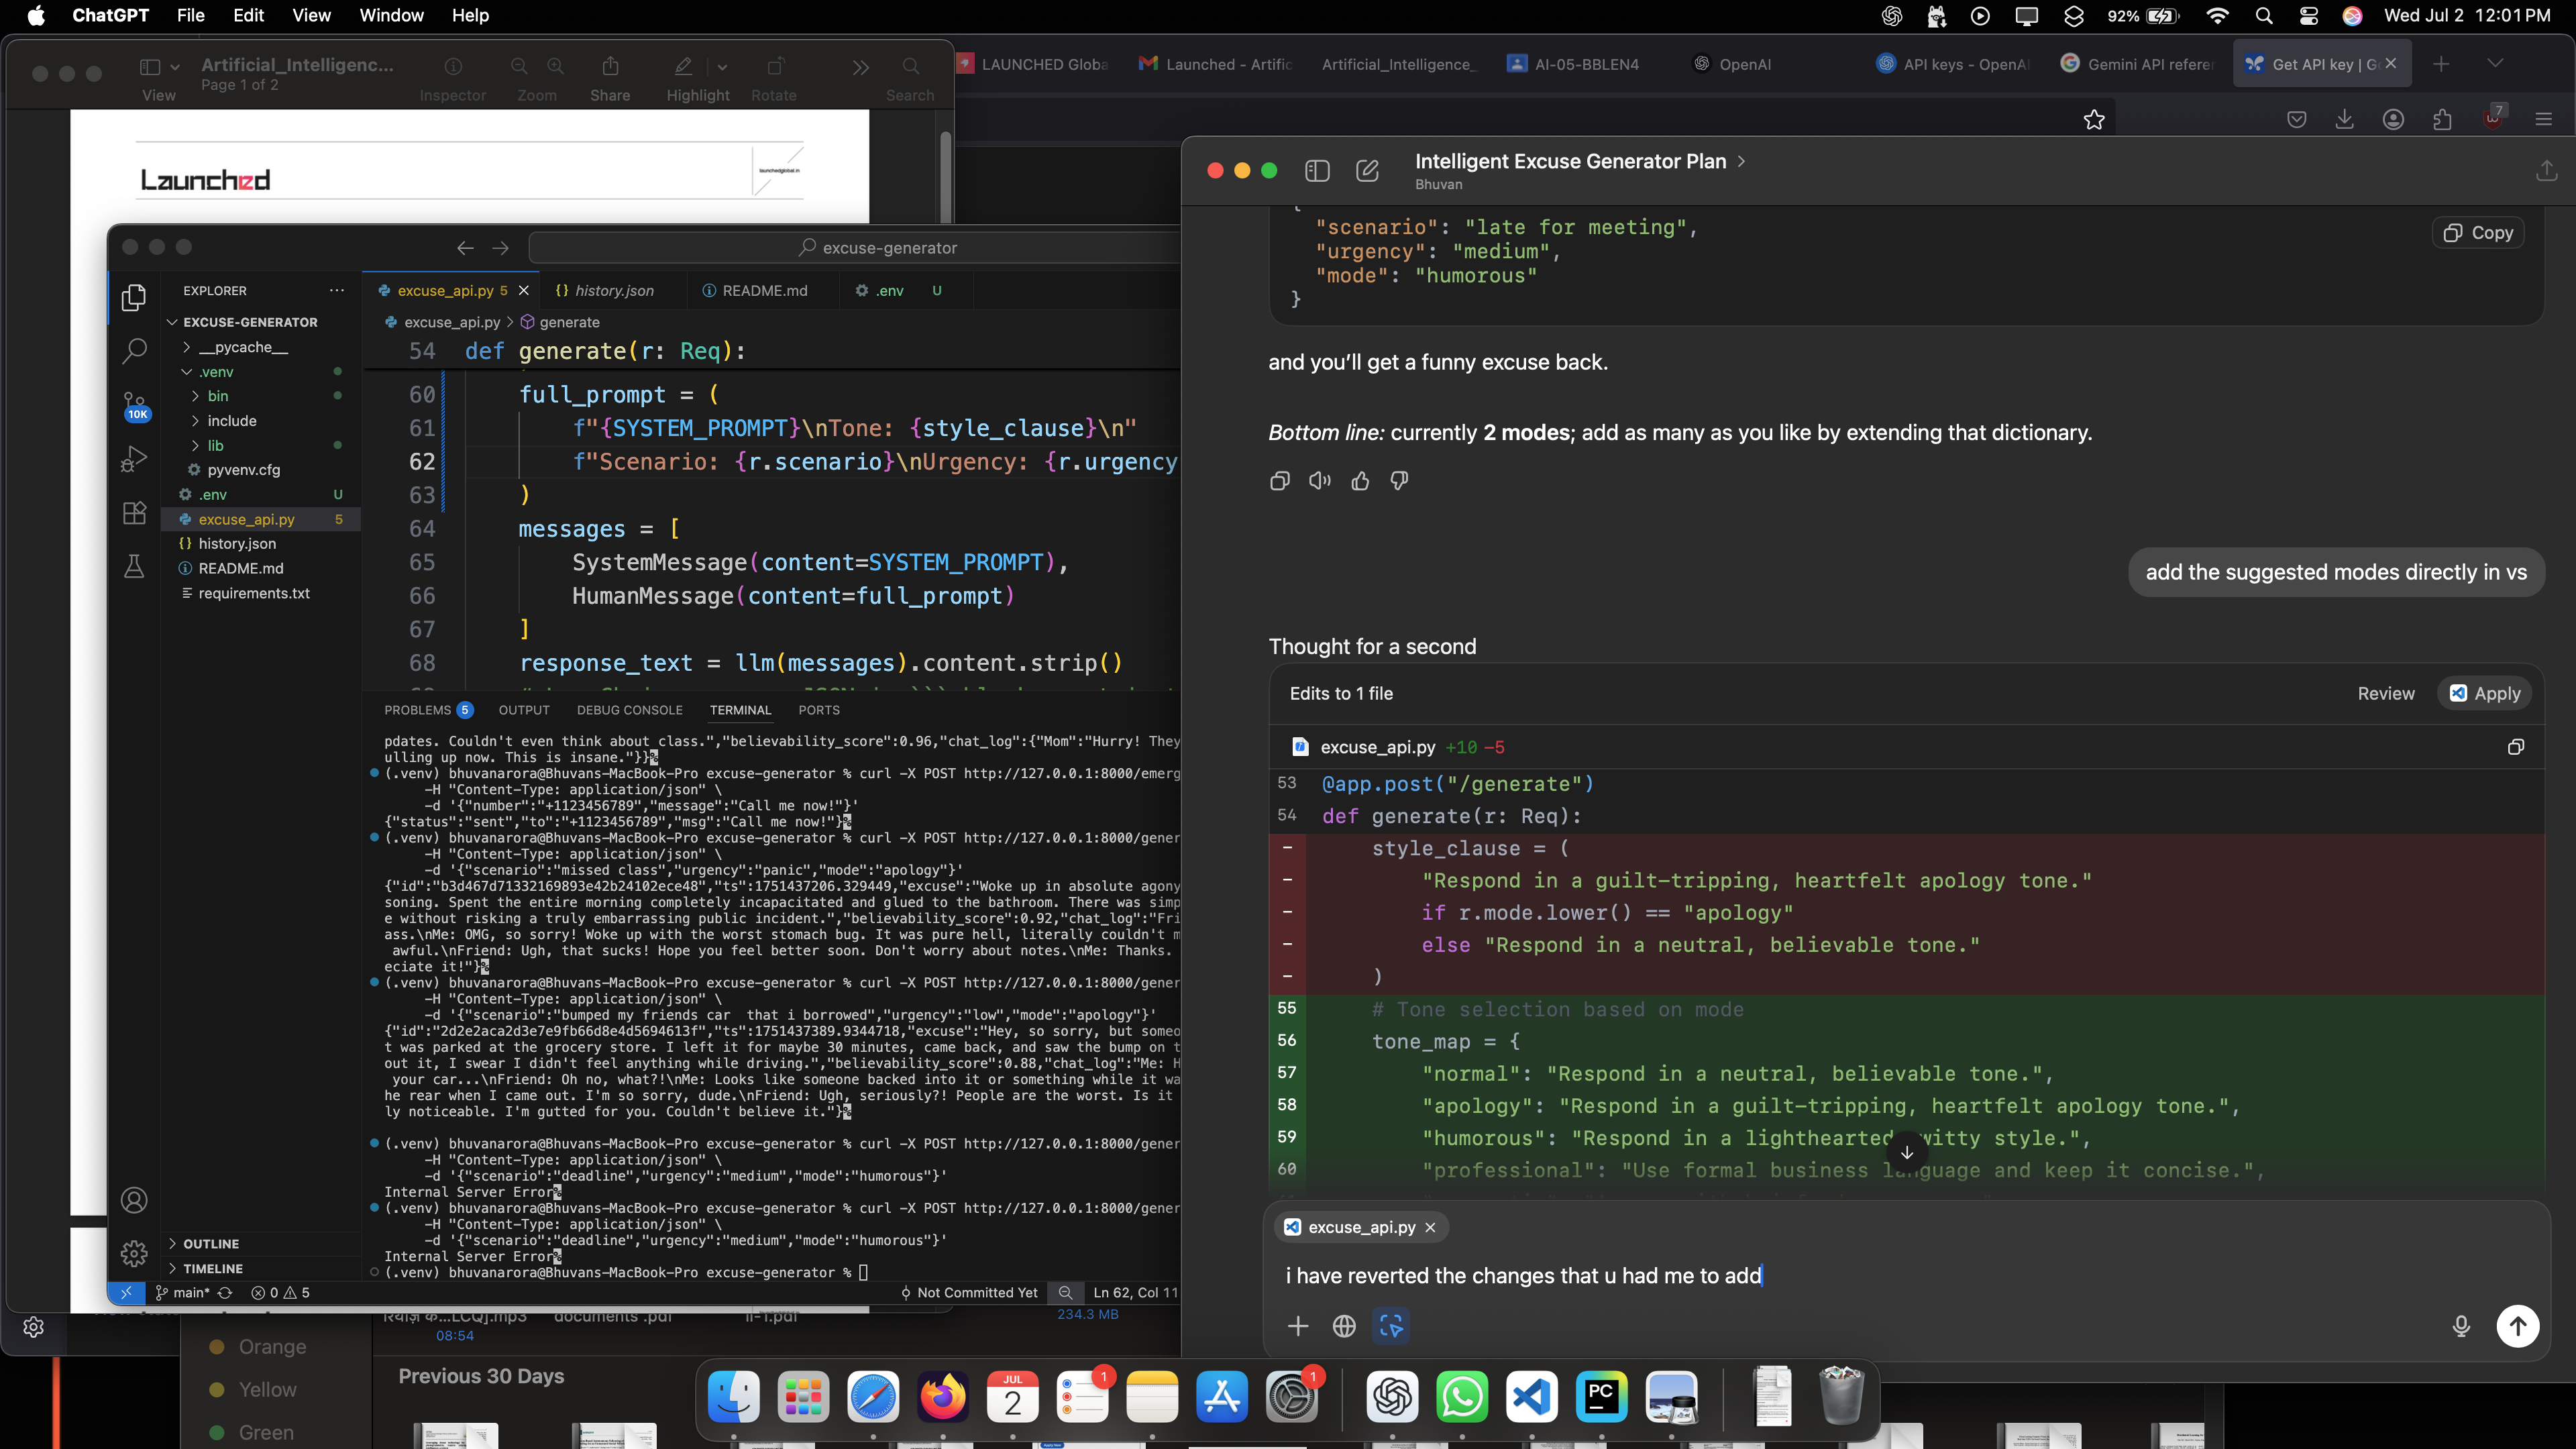 ChatGPT File Edit View Window Help
92% Wed Jul 2 12:01 PM
Artificial_Intelligenc...
Page 1 of 2
View Inspector Zoom Share Highlight Rotate Search
LAUNCHED Globa
Launched - Artific
Artificial_Intelligence_
AI-05-BBLEN4
OpenAI
API keys - OpenAI
Gemini API referer
Get API key | G
7
Launched
launchedglobal.in
excuse-generator
EXPLORER
EXCUSE-GENERATOR
__pycache__
.venv
bin
include
lib
pyvenv.cfg
.env U
excuse_api.py 5
history.json
README.md
requirements.txt
10K
OUTLINE
TIMELINE
excuse_api.py 5
history.json
README.md
.env U
excuse_api.py > generate
54 def generate(r: Req):
60 full_prompt = (
61 f"{SYSTEM_PROMPT}\nTone: {style_clause}\n"
62 f"Scenario: {r.scenario}\nUrgency: {r.urgency
63 )
64 messages = [
65 SystemMessage(content=SYSTEM_PROMPT),
66 HumanMessage(content=full_prompt)
67 ]
68 response_text = llm(messages).content.strip()
PROBLEMS 5 OUTPUT DEBUG CONSOLE TERMINAL PORTS
pdates. Couldn't even think about class.","believability_score":0.96,"chat_log":{"Mom":"Hurry! They
ulling up now. This is insane."}}%
(.venv) bhuvanarora@Bhuvans-MacBook-Pro excuse-generator % curl -X POST http://127.0.0.1:8000/emerg
-H "Content-Type: application/json" \
-d '{"number":"+1123456789","message":"Call me now!"}'
{"status":"sent","to":"+1123456789","msg":"Call me now!"}%
(.venv) bhuvanarora@Bhuvans-MacBook-Pro excuse-generator % curl -X POST http://127.0.0.1:8000/gener
-H "Content-Type: application/json" \
-d '{"scenario":"missed class","urgency":"panic","mode":"apology"}'
{"id":"b3d467d71332169893e42b24102ece48","ts":1751437206.329449,"excuse":"Woke up in absolute agony
soning. Spent the entire morning completely incapacitated and glued to the bathroom. There was simp
e without risking a truly embarrassing public incident.","believability_score":0.92,"chat_log":"Fri
ass.\nMe: OMG, so sorry! Woke up with the worst stomach bug. It was pure hell, literally couldn't m
awful.\nFriend: Ugh, that sucks! Hope you feel better soon. Don't worry about notes.\nMe: Thanks.
eciate it!"}%
(.venv) bhuvanarora@Bhuvans-MacBook-Pro excuse-generator % curl -X POST http://127.0.0.1:8000/gener
-H "Content-Type: application/json" \
-d '{"scenario":"bumped my friends car  that i borrowed","urgency":"low","mode":"apology"}'
{"id":"2d2e2aca2d3e7e9fb66d8e4d5694613f","ts":1751437389.9344718,"excuse":"Hey, so sorry, but someo
t was parked at the grocery store. I left it for maybe 30 minutes, came back, and saw the bump on t
out it, I swear I didn't feel anything while driving.","believability_score":0.88,"chat_log":"Me: H
your car...\nFriend: Oh no, what?!\nMe: Looks like someone backed into it or something while it wa
he rear when I came out. I'm so sorry, dude.\nFriend: Ugh, seriously?! People are the worst. Is it
ly noticeable. I'm gutted for you. Couldn't believe it."}%
(.venv) bhuvanarora@Bhuvans-MacBook-Pro excuse-generator % curl -X POST http://127.0.0.1:8000/gener
-H "Content-Type: application/json" \
-d '{"scenario":"deadline","urgency":"medium","mode":"humorous"}'
Internal Server Error%
(.venv) bhuvanarora@Bhuvans-MacBook-Pro excuse-generator % curl -X POST http://127.0.0.1:8000/gener
-H "Content-Type: application/json" \
-d '{"scenario":"deadline","urgency":"medium","mode":"humorous"}'
Internal Server Error%
(.venv) bhuvanarora@Bhuvans-MacBook-Pro excuse-generator %
main* 0 5 Not Committed Yet Ln 62, Col 11
Intelligent Excuse Generator Plan >
Bhuvan
{
"scenario": "late for meeting",
"urgency": "medium",
"mode": "humorous"
}
Copy
and you’ll get a funny excuse back.
Bottom line: currently 2 modes; add as many as you like by extending that dictionary.
add the suggested modes directly in vs
Thought for a second
Edits to 1 file Review Apply
excuse_api.py +10 -5
53 @app.post("/generate")
54 def generate(r: Req):
- style_clause = (
- "Respond in a guilt-tripping, heartfelt apology tone."
- if r.mode.lower() == "apology"
- else "Respond in a neutral, believable tone."
- )
55 # Tone selection based on mode
56 tone_map = {
57 "normal": "Respond in a neutral, believable tone.",
58 "apology": "Respond in a guilt-tripping, heartfelt apology tone.",
59 "humorous": "Respond in a lighthearted, witty style.",
60 "professional": "Use formal business language and keep it concise.",
excuse_api.py
i have reverted the changes that u had me to add
documents .pdf
234.3 MB
08:54
Orange
Yellow
Green
Previous 30 Days
JUL
2
1
1
PC